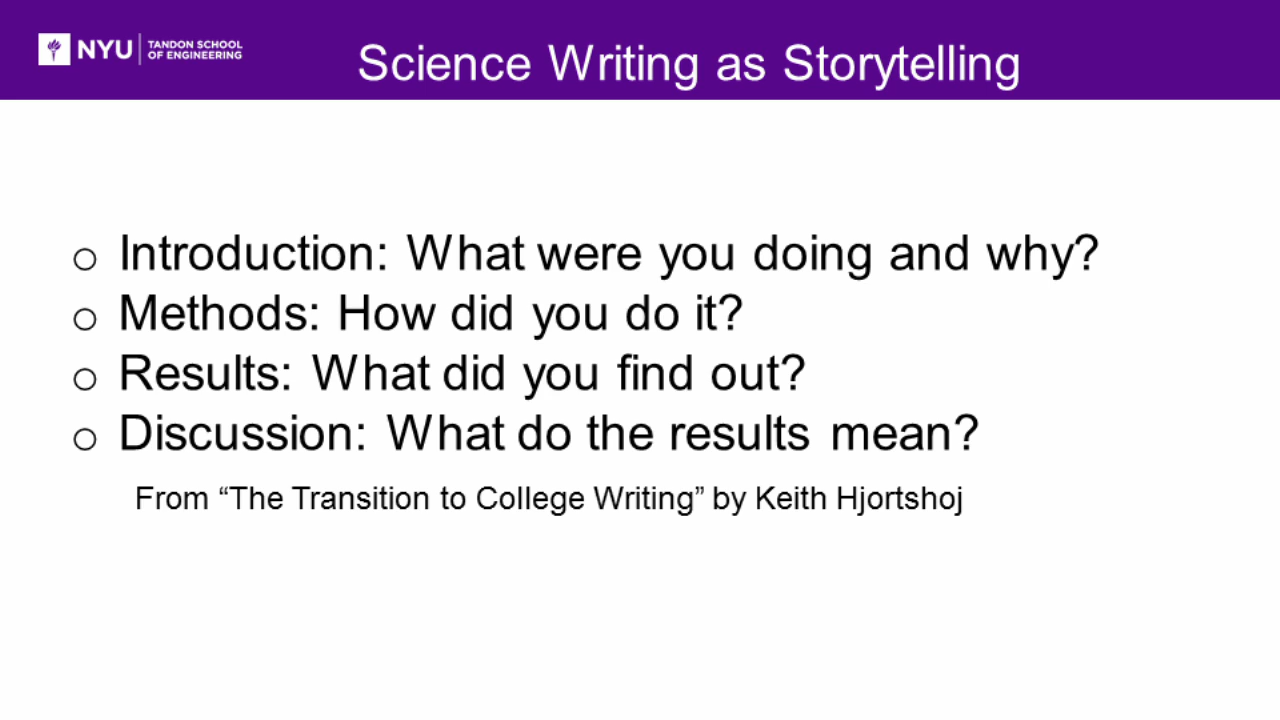 NYU
TANDON SCHOOL
OF ENGINEERING
Science Writing as Storytelling
o Introduction: What were you doing and why?
o Methods: How did you do it?
o Results: What did you find out?
o Discussion: What do the results mean?
From “The Transition to College Writing” by Keith Hjortshoj